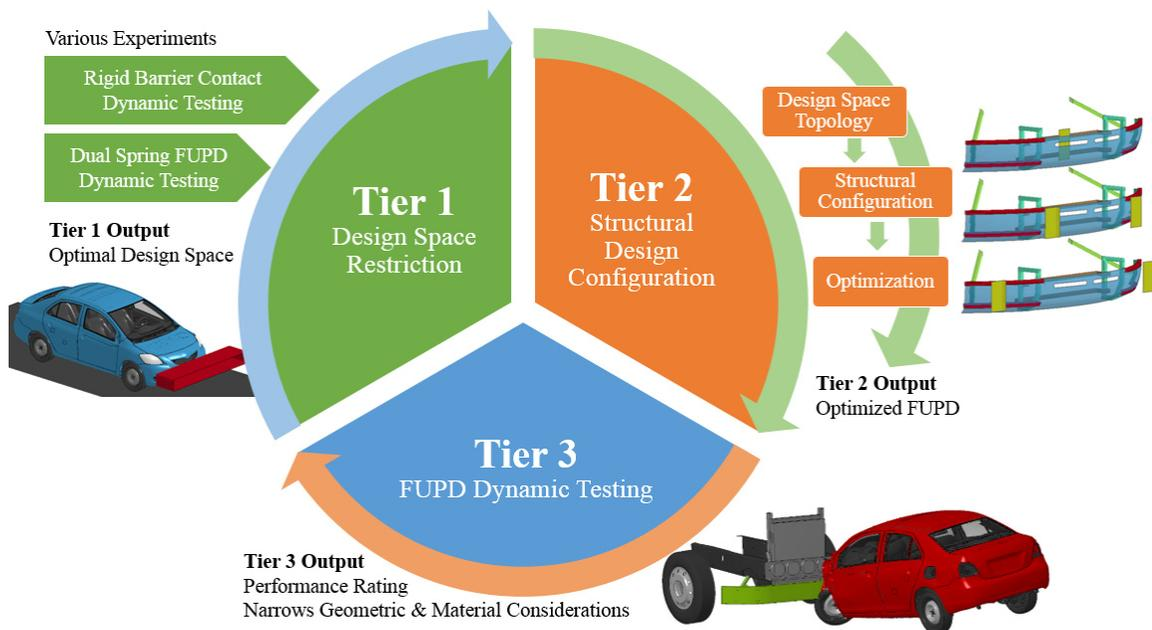 Various Experiments
Rigid Barrier Contact
Dynamic Testing
Dual Spring FUPD
Dynamic Testing
Tier 1 Output
Optimal Design Space
Tier 1
Design Space
Restriction
Tier 2
Structural
Design
Configuration
Design Space
Topology
Structural
Configuration
Optimization
Tier 2 Output
Optimized FUPD
Tier 3
FUPD Dynamic Testing
Tier 3 Output
Performance Rating
Narrows Geometric & Material Considerations